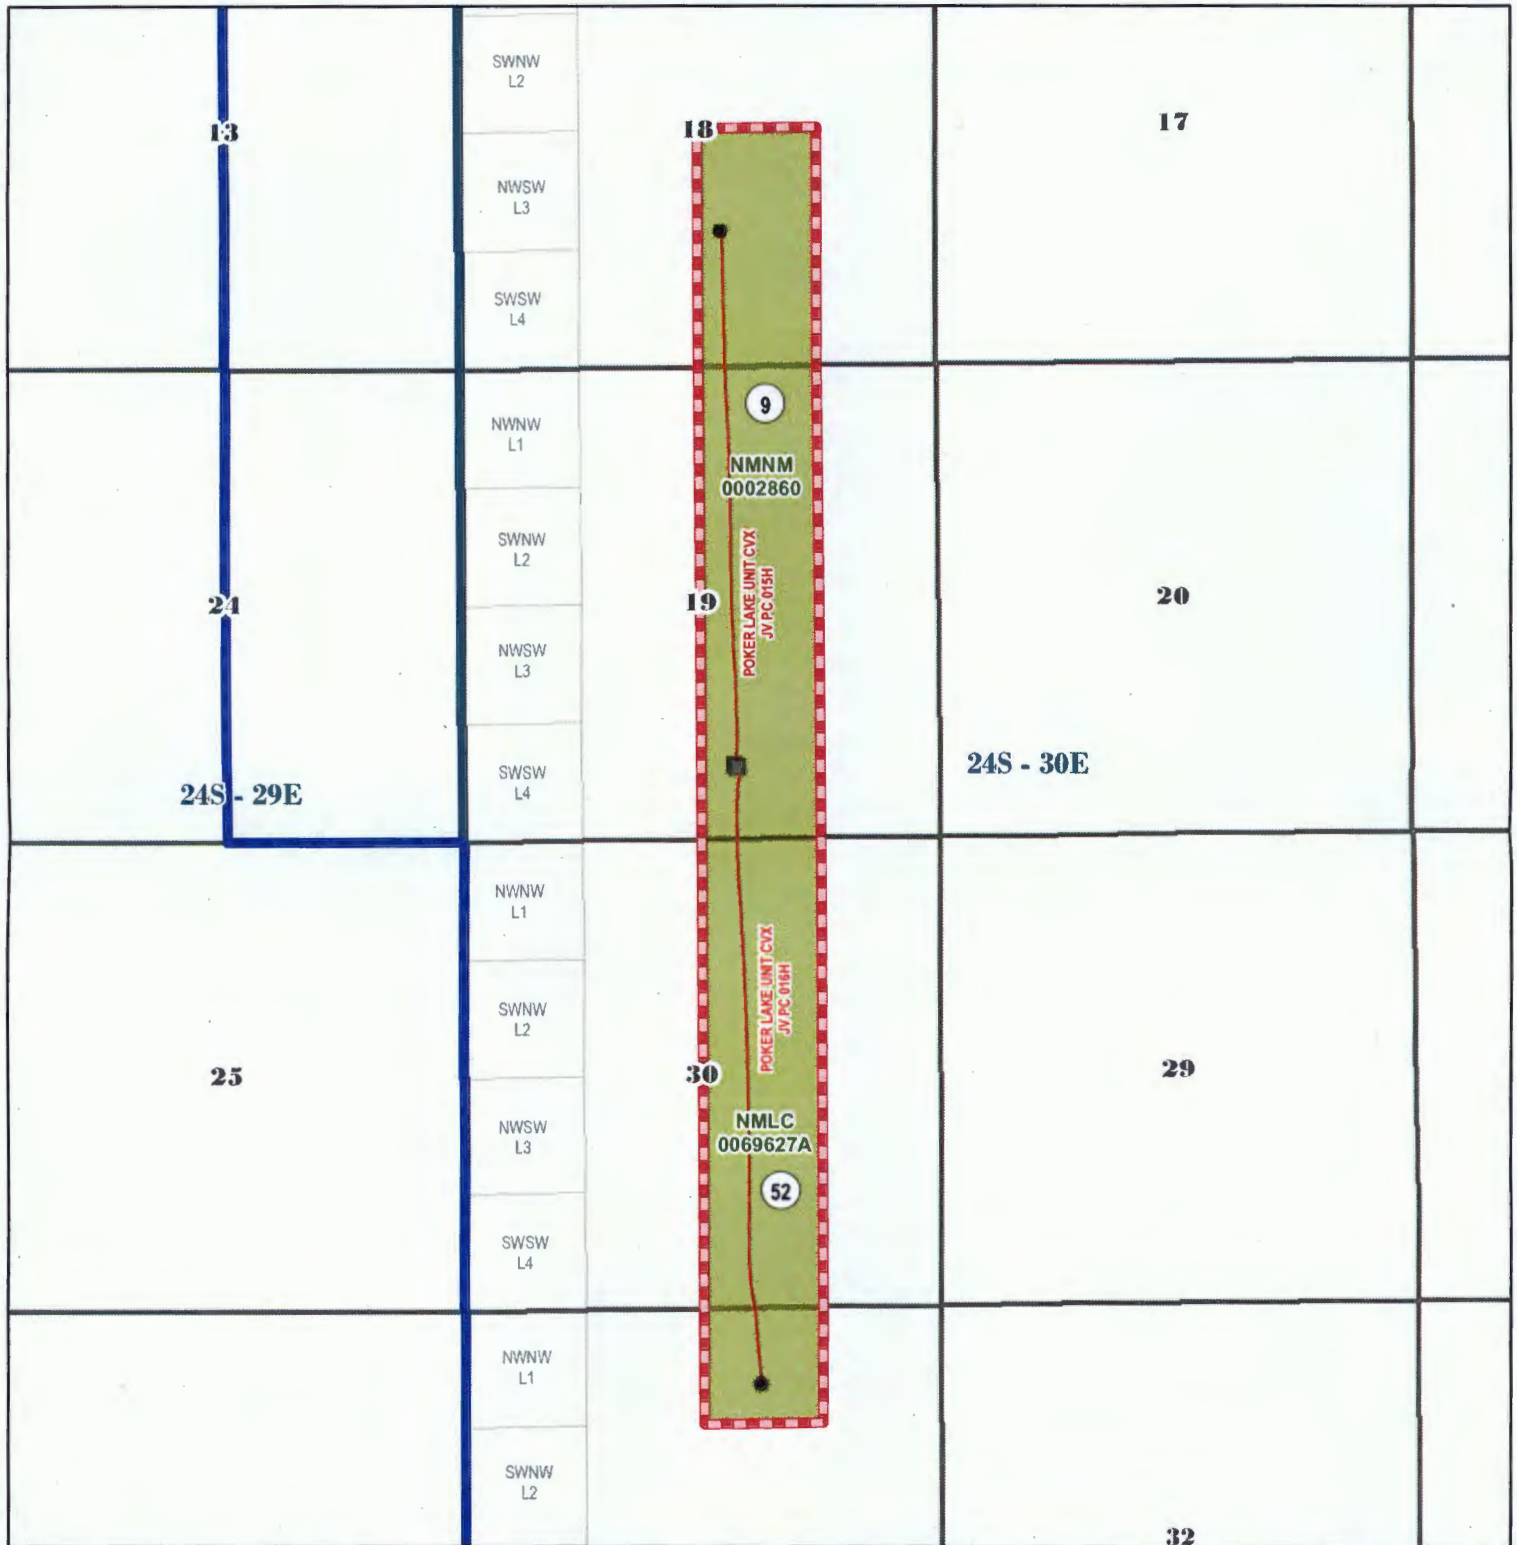 SWNW
L2
13
18
17
NWSW
L3
SWSW
L4
9
NWNW
L1
NMNM
0002860
SWNW
L2
POKER LAKE UNIT CVX
JV PC 015H
24
19
20
NWSW
L3
24S - 29E
SWSW
L4
24S - 30E
NWNW
L1
POKER LAKE UNIT CVX
JV PC 016H
SWNW
L2
25
30
29
NWSW
L3
NMLC
0069627A
52
SWSW
L4
NWNW
L1
SWNW
L2
32